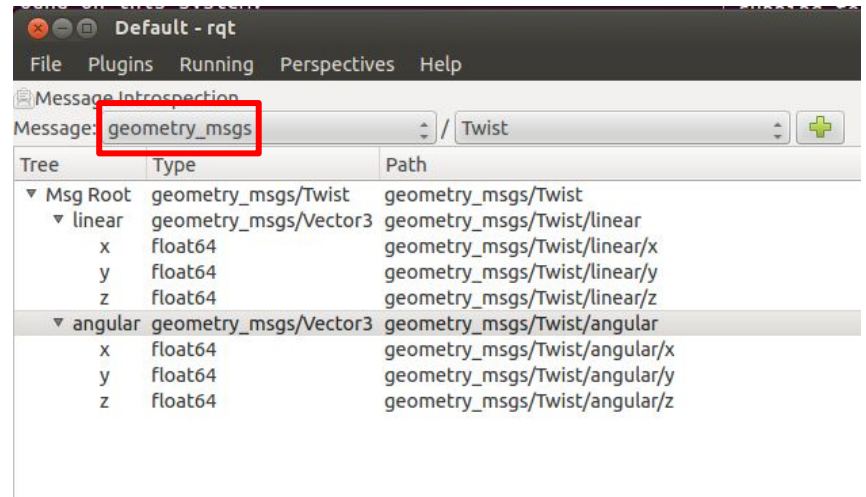 Default - rqt
File Plugins Running Perspectives Help
Message Introspection
Message: geometry_msgs / Twist
Tree Type Path
Msg Root geometry_msgs/Twist geometry_msgs/Twist
linear geometry_msgs/Vector3 geometry_msgs/Twist/linear
x float64 geometry_msgs/Twist/linear/x
y float64 geometry_msgs/Twist/linear/y
z float64 geometry_msgs/Twist/linear/z
angular geometry_msgs/Vector3 geometry_msgs/Twist/angular
x float64 geometry_msgs/Twist/angular/x
y float64 geometry_msgs/Twist/angular/y
z float64 geometry_msgs/Twist/angular/z